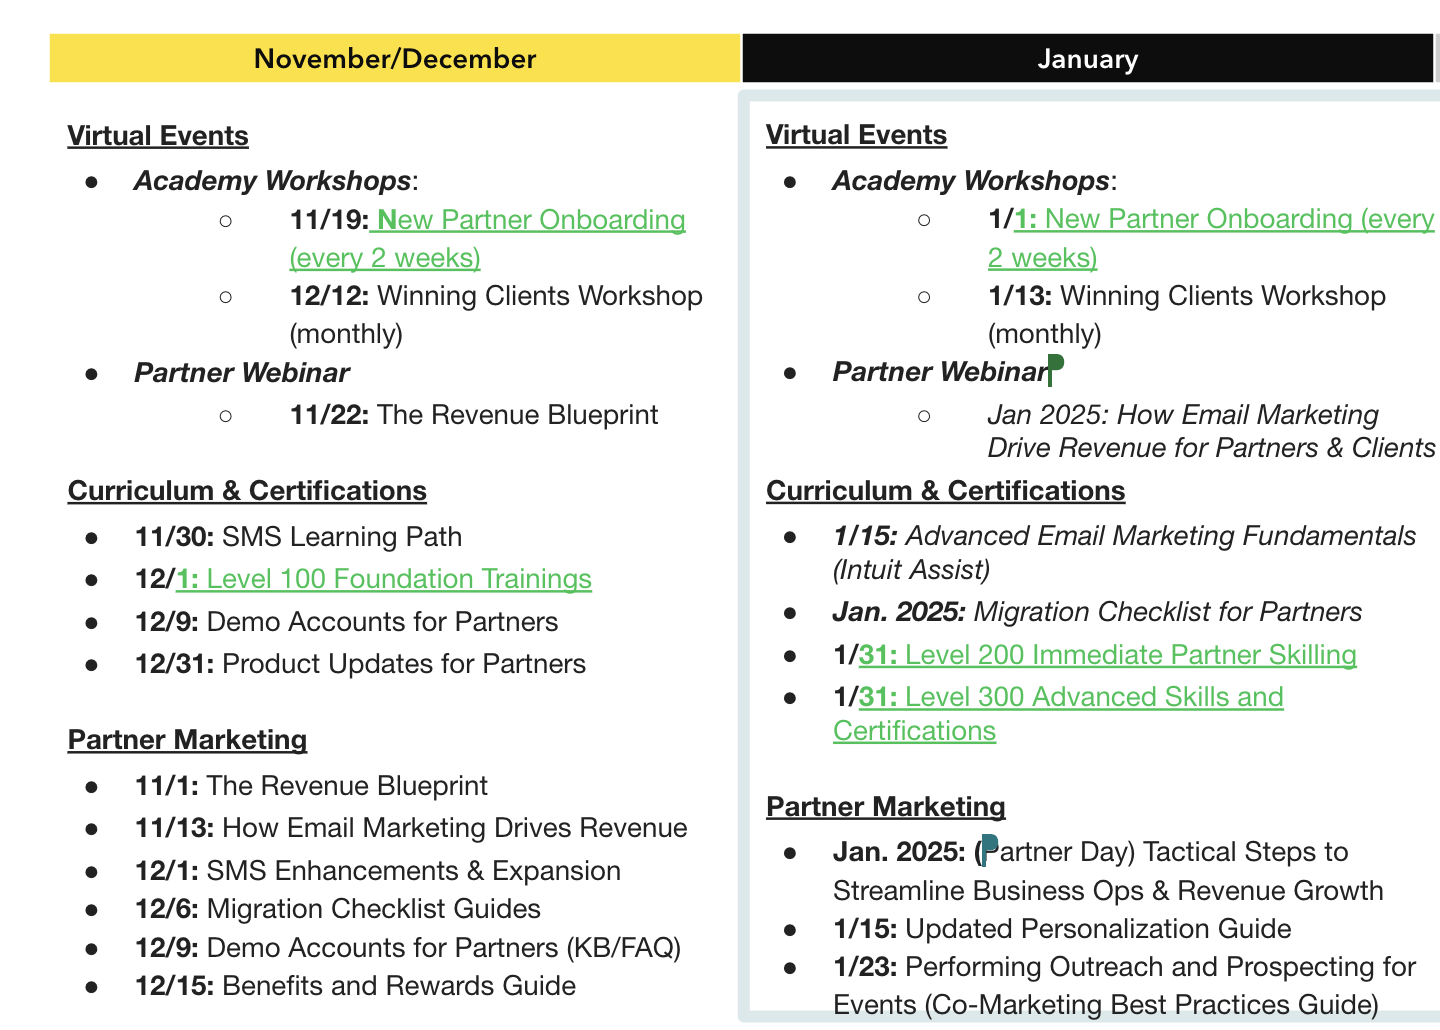 November/December
Virtual Events
● Academy Workshops:
○ 11/19: New Partner Onboarding
(every 2 weeks)
○ 12/12: Winning Clients Workshop
(monthly)
● Partner Webinar
○ 11/22: The Revenue Blueprint
Curriculum & Certifications
● 11/30: SMS Learning Path
● 12/1: Level 100 Foundation Trainings
● 12/9: Demo Accounts for Partners
● 12/31: Product Updates for Partners
Partner Marketing
● 11/1: The Revenue Blueprint
● 11/13: How Email Marketing Drives Revenue
● 12/1: SMS Enhancements & Expansion
● 12/6: Migration Checklist Guides
● 12/9: Demo Accounts for Partners (KB/FAQ)
● 12/15: Benefits and Rewards Guide
January
Virtual Events
● Academy Workshops:
○ 1/1: New Partner Onboarding (every
2 weeks)
○ 1/13: Winning Clients Workshop
(monthly)
● Partner Webinar
○ Jan 2025: How Email Marketing
Drive Revenue for Partners & Clients
Curriculum & Certifications
● 1/15: Advanced Email Marketing Fundamentals
(Intuit Assist)
● Jan. 2025: Migration Checklist for Partners
● 1/31: Level 200 Immediate Partner Skilling
● 1/31: Level 300 Advanced Skills and
Certifications
Partner Marketing
● Jan. 2025: (Partner Day) Tactical Steps to
Streamline Business Ops & Revenue Growth
● 1/15: Updated Personalization Guide
● 1/23: Performing Outreach and Prospecting for
Events (Co-Marketing Best Practices Guide)